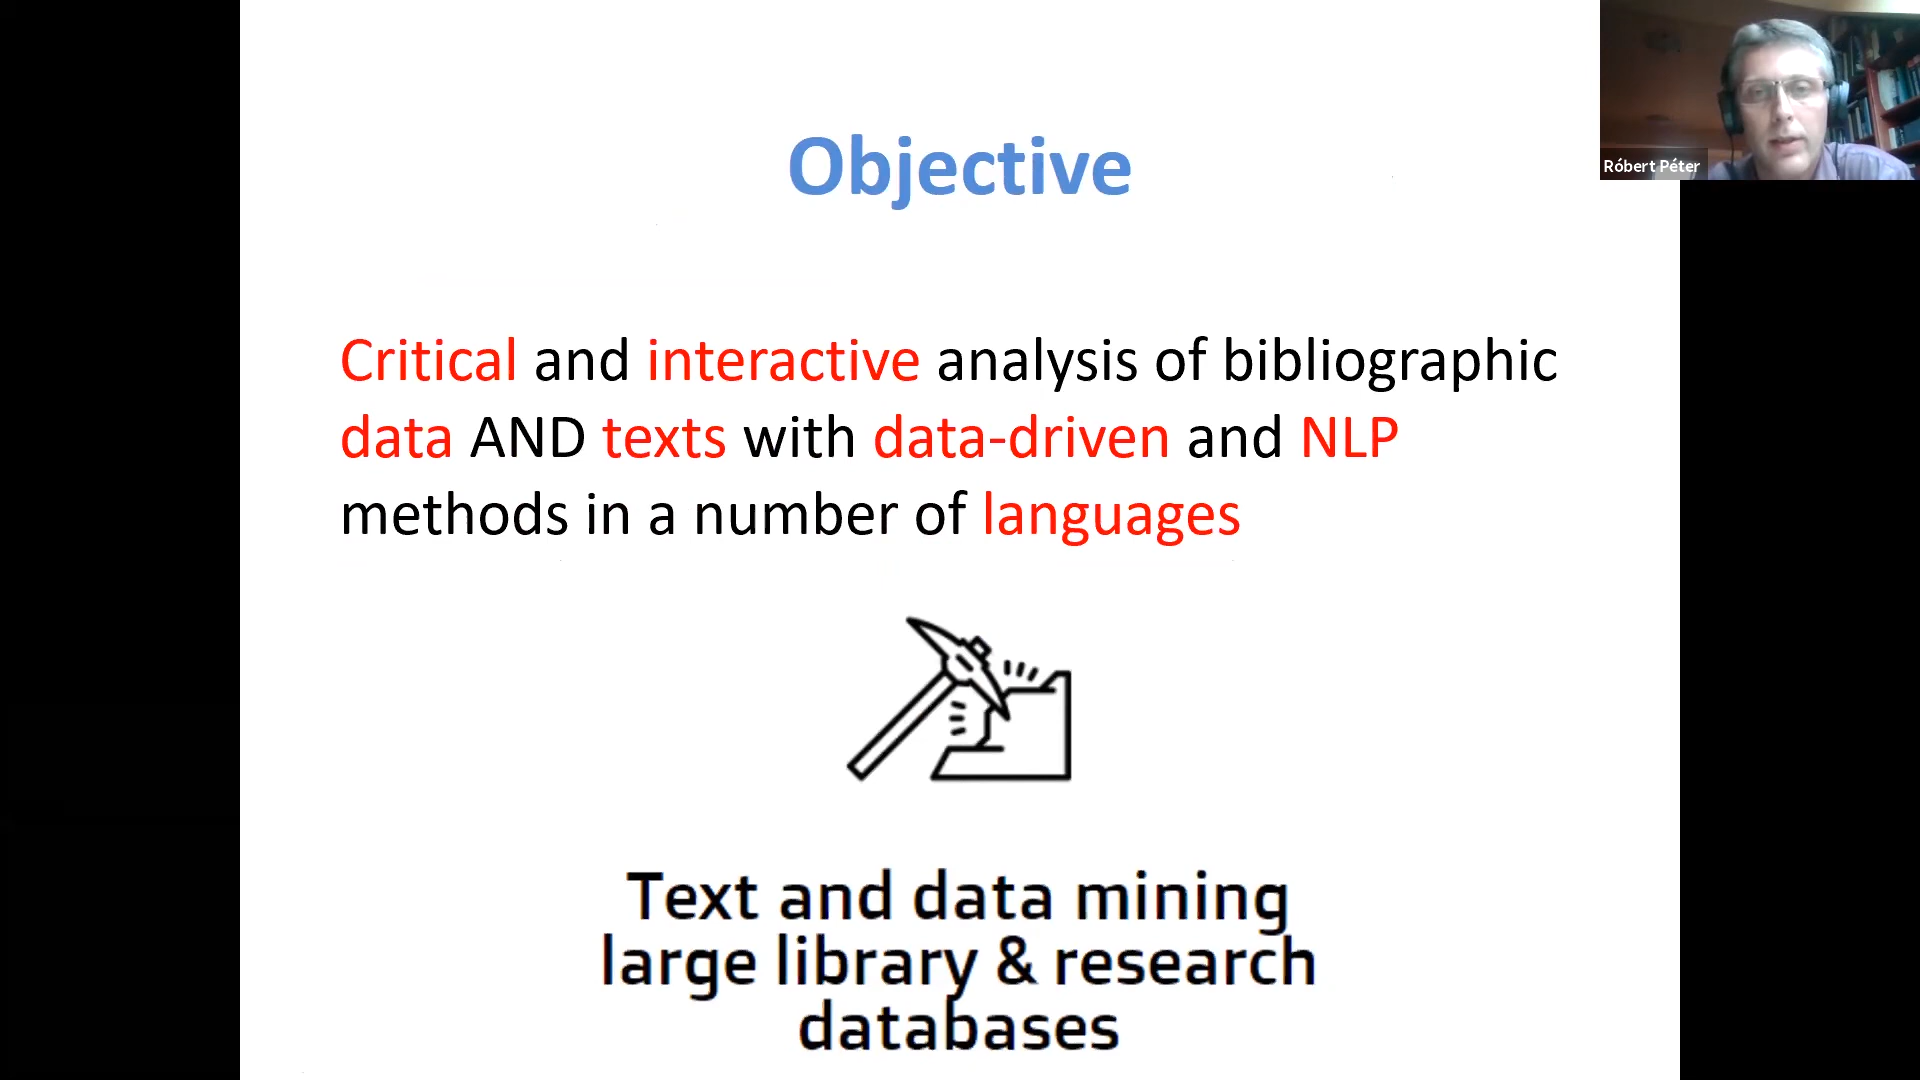 Objective
Róbert Péter
Critical and interactive analysis of bibliographic
data AND texts with data-driven and NLP
methods in a number of languages
Text and data mining
large library & research
databases